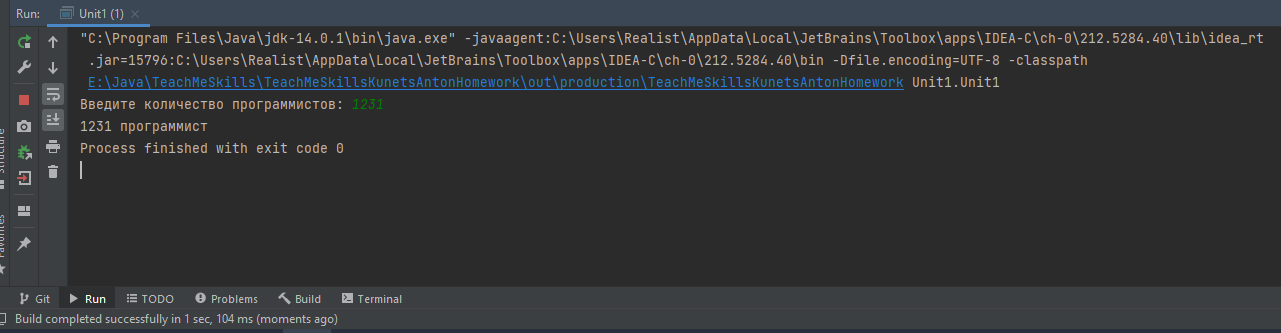 Run: Unit1 (1)
"C:\Program Files\Java\jdk-14.0.1\bin\java.exe" -javaagent:C:\Users\Realist\AppData\Local\JetBrains\Toolbox\apps\IDEA-C\ch-0\212.5284.40\lib\idea_rt
.jar=15796:C:\Users\Realist\AppData\Local\JetBrains\Toolbox\apps\IDEA-C\ch-0\212.5284.40\bin -Dfile.encoding=UTF-8 -classpath
E:\Java\TeachMeSkills\TeachMeSkillsKunetsAntonHomework\out\production\TeachMeSkillsKunetsAntonHomework Unit1.Unit1
Введите количество программистов: 1231
1231 программист
Process finished with exit code 0
Structure
Favorites
Git Run TODO Problems Build Terminal
Build completed successfully in 1 sec, 104 ms (moments ago)